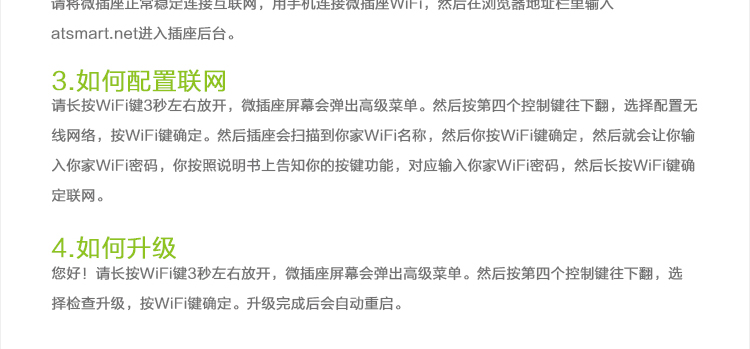 请将微插座正常稳定连接互联网，用手机连接微插座WiFi，然后在浏览器地址栏里输入
atsmart.net进入插座后台。
3.如何配置联网
请长按WiFi键3秒左右放开，微插座屏幕会弹出高级菜单。然后按第四个控制键往下翻，选择配置无
线网络，按WiFi键确定。然后插座会扫描到你家WiFi名称，然后你按WiFi键确定，然后就会让你输
入你家WiFi密码，你按照说明书上告知你的按键功能，对应输入你家WiFi密码，然后长按WiFi键确
定联网。
4.如何升级
您好！请长按WiFi键3秒左右放开，微插座屏幕会弹出高级菜单。然后按第四个控制键往下翻，选
择检查升级，按WiFi键确定。升级完成后会自动重启。